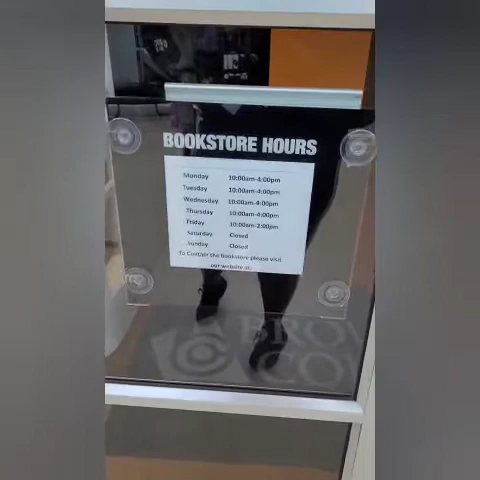 BOOKSTORE HOURS
Monday 10:00am-4:00pm
Tuesday 10:00am-4:00pm
Wednesday 10:00am-4:00pm
Thursday 10:00am-4:00pm
Friday 10:00am-2:00pm
Saturday Closed
Sunday Closed
To Contact the bookstore please visit
our website at:
BRO
CO